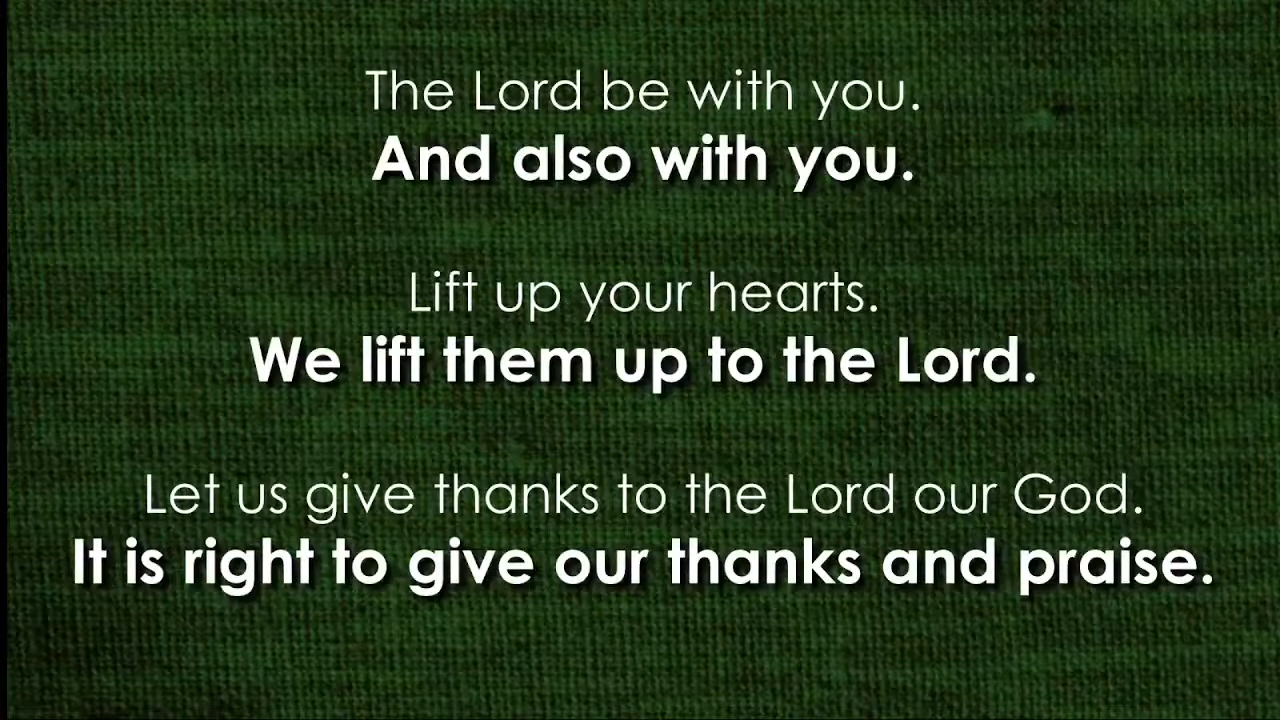 The Lord be with you.
And also with you.
Lift up your hearts.
We lift them up to the Lord.
Let us give thanks to the Lord our God.
It is right to give our thanks and praise.